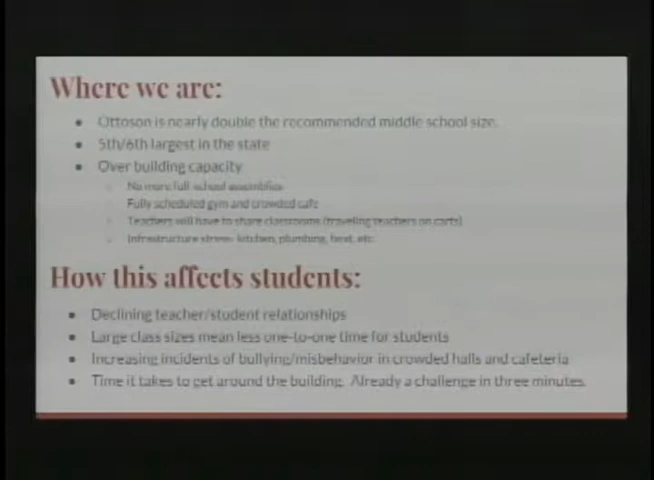 Where we are:
Ottoson is nearly double the recommended middle school size.
5th/6th largest in the state
Over building capacity
No more full-school assemblies
Fully scheduled gym and crowded cafe
Teachers will have to share classrooms (traveling teachers on carts)
Infrastructure stress- kitchen, plumbing, heat, etc
How this affects students:
Declining teacher/student relationships
Large class sizes mean less one-to-one time for students
Increasing incidents of bullying/misbehavior in crowded halls and cafeteria
Time it takes to get around the building. Already a challenge in three minutes.